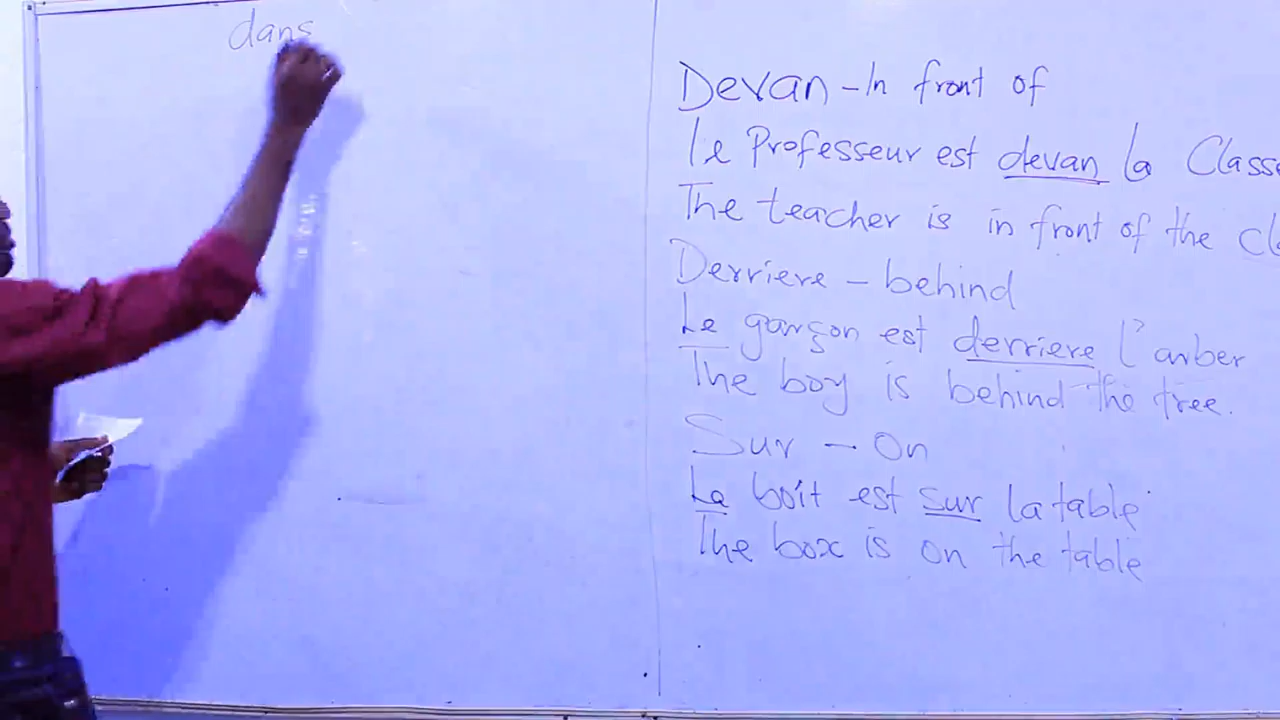 dans
Devan - In front of
le Professeur est devan la Classe
The teacher is in front of the
Derriere - behind
Le garçon est derriere l'arber
The boy is behind the tree.
Sur - On
La boit est sur la table
The box is on the table